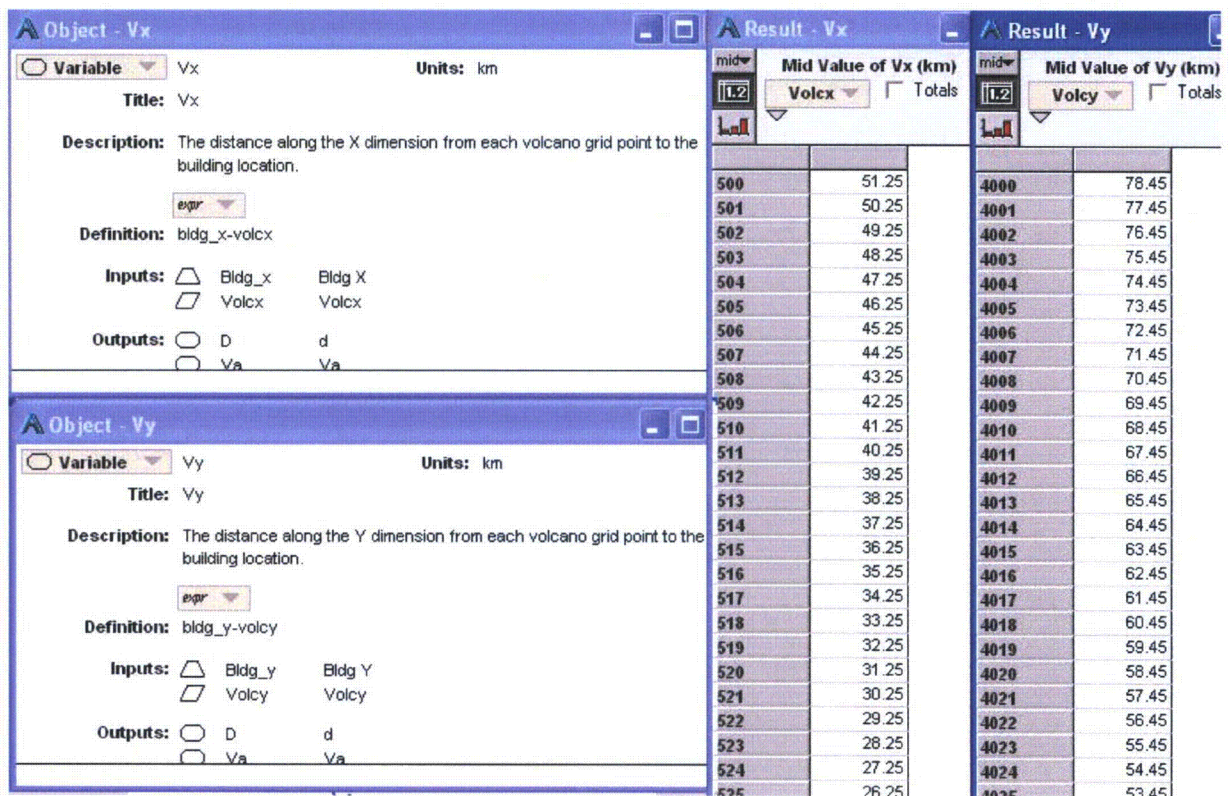 Object - Vx
Variable Vx Units: km
Title: Vx
Description: The distance along the X dimension from each volcano grid point to the
building location.
expr
Definition: bldg_x-volcx
Inputs: Bldg_x Bldg X
Volcx Volcx
Outputs: D d
Va Va
Object - Vy
Variable Vy Units: km
Title: Vy
Description: The distance along the Y dimension from each volcano grid point to the
building location.
expr
Definition: bldg_y-volcy
Inputs: Bldg_y Bldg Y
Volcy Volcy
Outputs: D d
Va Va
Result - Vx
mid Mid Value of Vx (km)
1.2 Volcx Totals
500 51.25
501 50.25
502 49.25
503 48.25
504 47.25
505 46.25
506 45.25
507 44.25
508 43.25
509 42.25
510 41.25
511 40.25
512 39.25
513 38.25
514 37.25
515 36.25
516 35.25
517 34.25
518 33.25
519 32.25
520 31.25
521 30.25
522 29.25
523 28.25
524 27.25
525 26.25
Result - Vy
mid Mid Value of Vy (km)
1.2 Volcy Totals
4000 78.45
4001 77.45
4002 76.45
4003 75.45
4004 74.45
4005 73.45
4006 72.45
4007 71.45
4008 70.45
4009 69.45
4010 68.45
4011 67.45
4012 66.45
4013 65.45
4014 64.45
4015 63.45
4016 62.45
4017 61.45
4018 60.45
4019 59.45
4020 58.45
4021 57.45
4022 56.45
4023 55.45
4024 54.45
4025 53.45